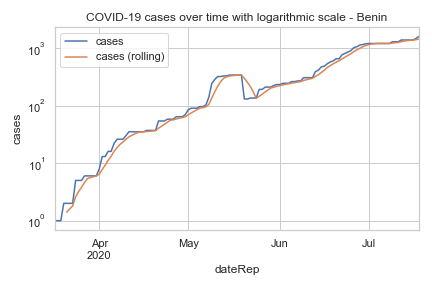 COVID-19 cases over time with logarithmic scale - Benin
cases
cases (rolling)
10³
10²
10¹
10⁰
cases
Apr
2020
May
Jun
Jul
dateRep